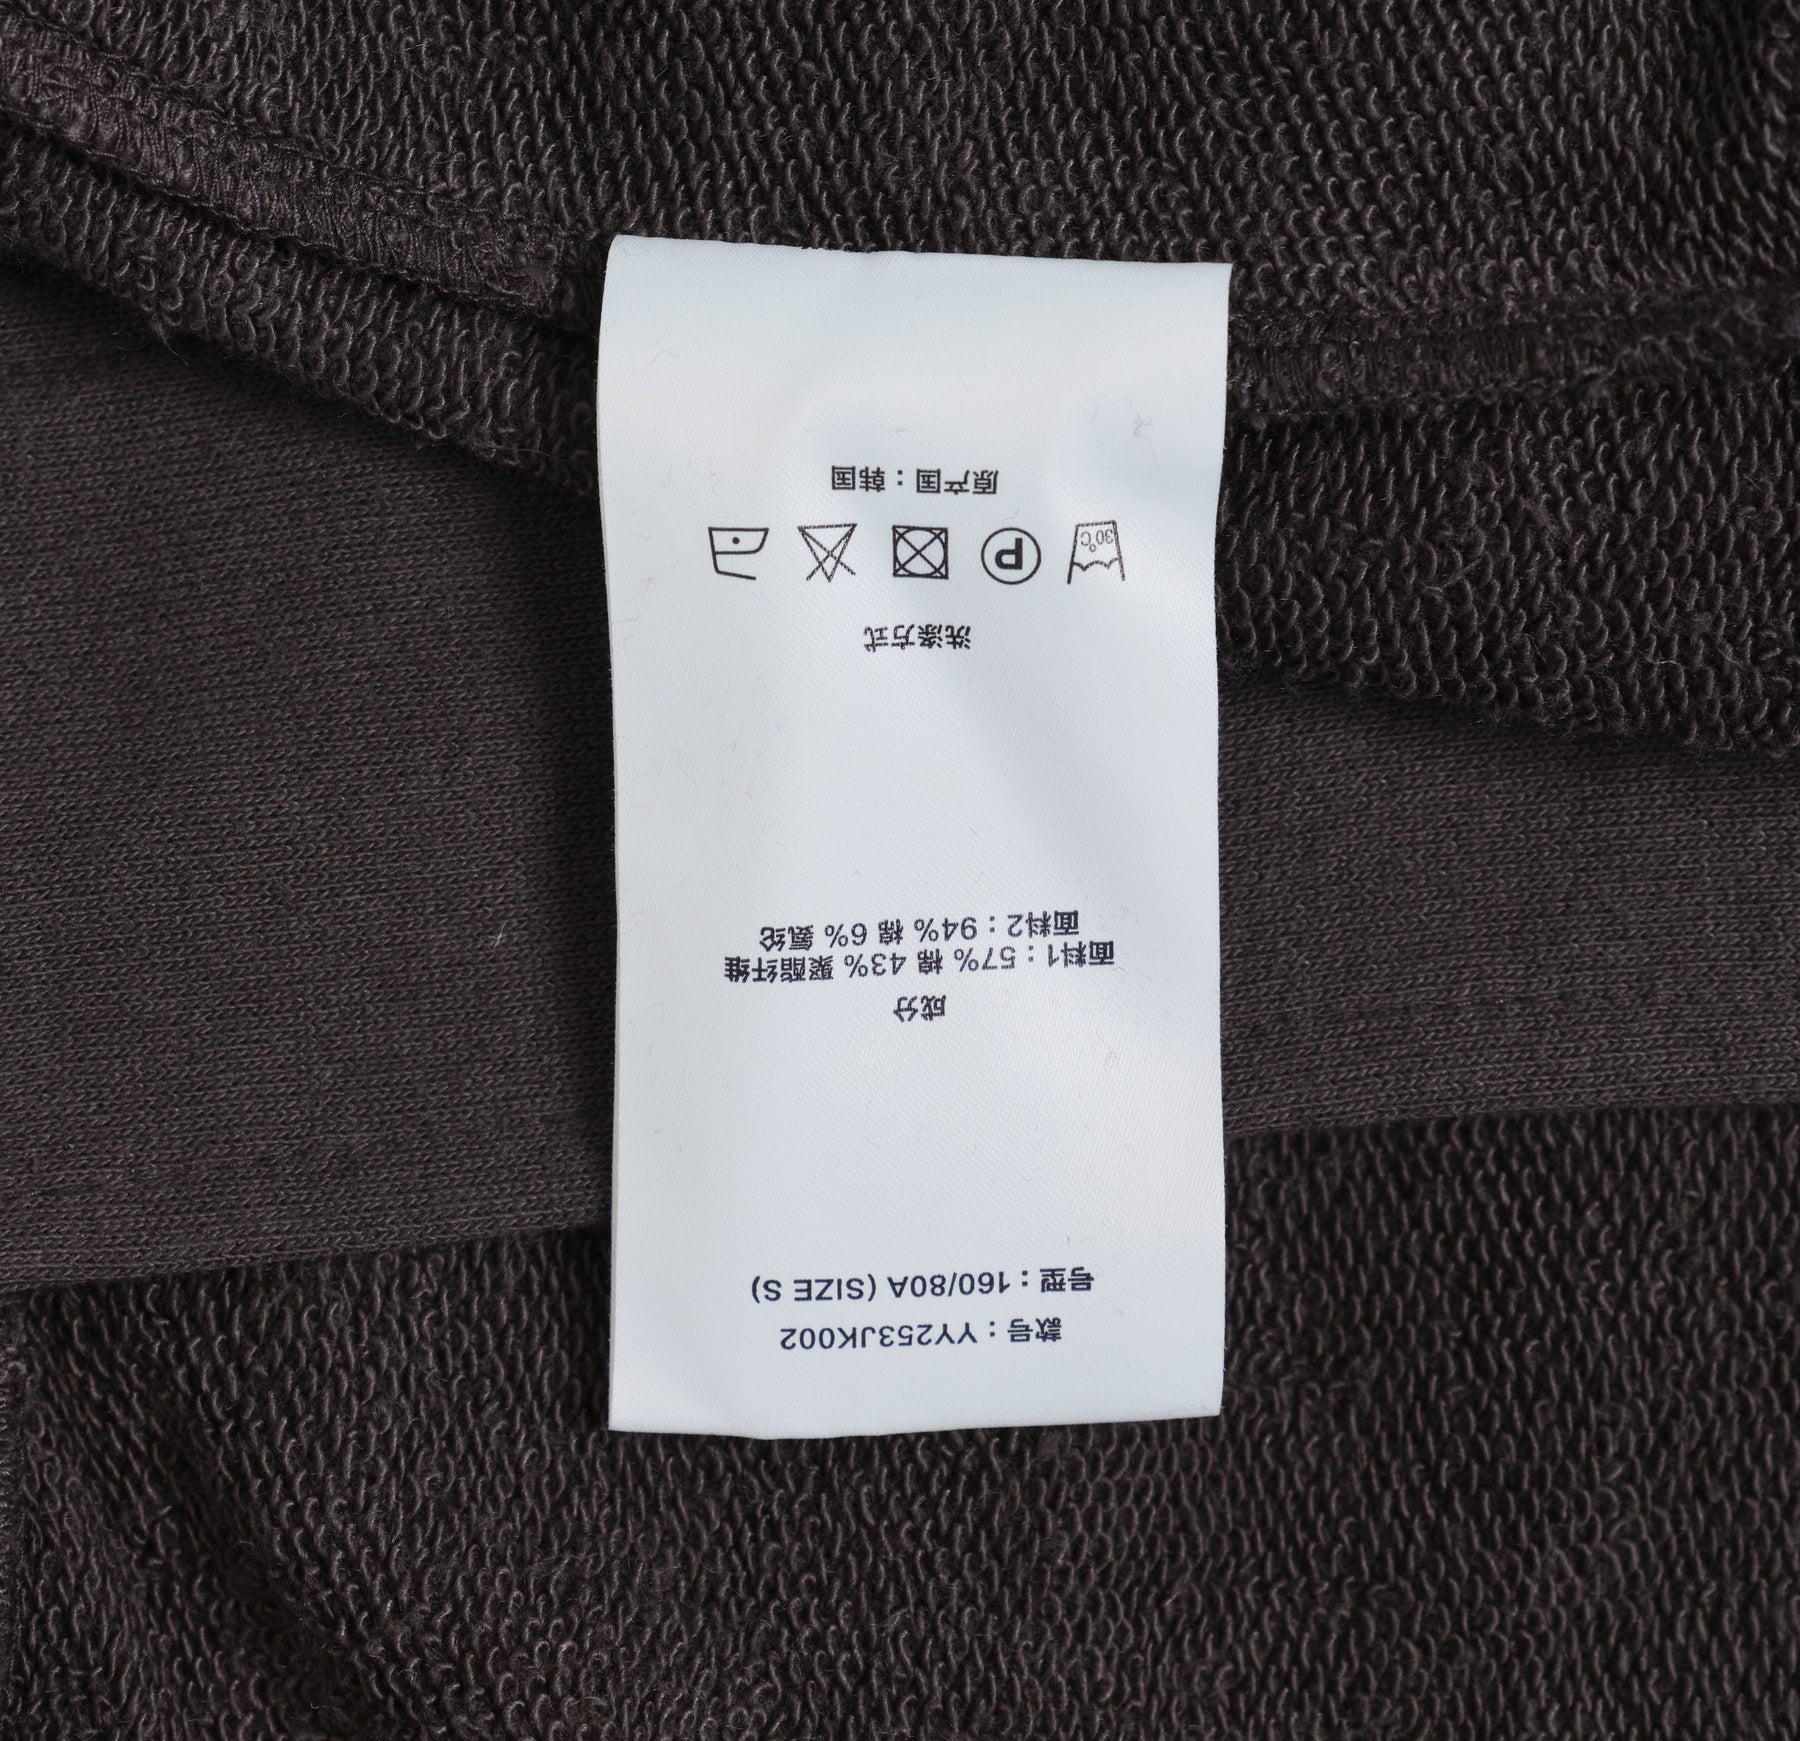 款号：YY253JK002
号型：160/80A (SIZE S)
成分
面料1：57% 棉 43% 聚酯纤维
面料2：94% 棉 6% 氨纶
洗涤方式
30°C P
原产国：韩国